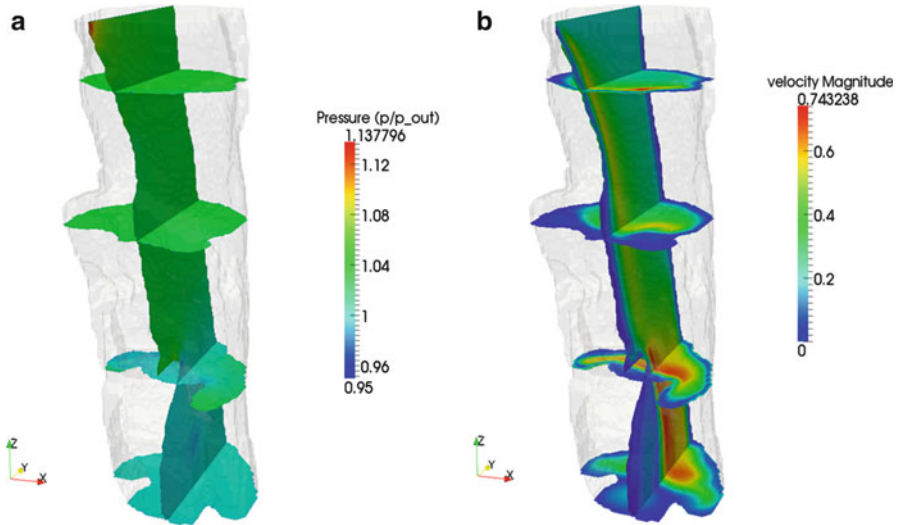 a
b
Pressure (p/p_out)
1.137796
1.12
1.08
1.04
1
0.96
0.95
velocity Magnitude
0.743238
0.6
0.4
0.2
0
Z
Y
X
Z
Y
X